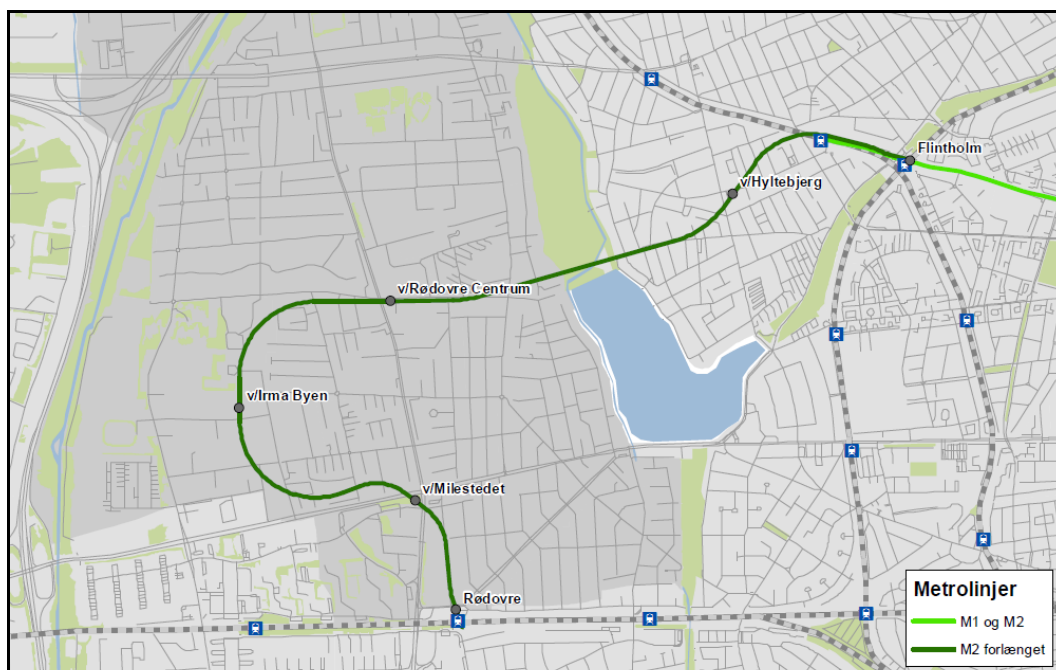 Flintholm
v/Hyltebjerg
v/Rødovre Centrum
v/Irma Byen
v/Milestedet
Rødovre
Metrolinjer
M1 og M2
M2 forlænget